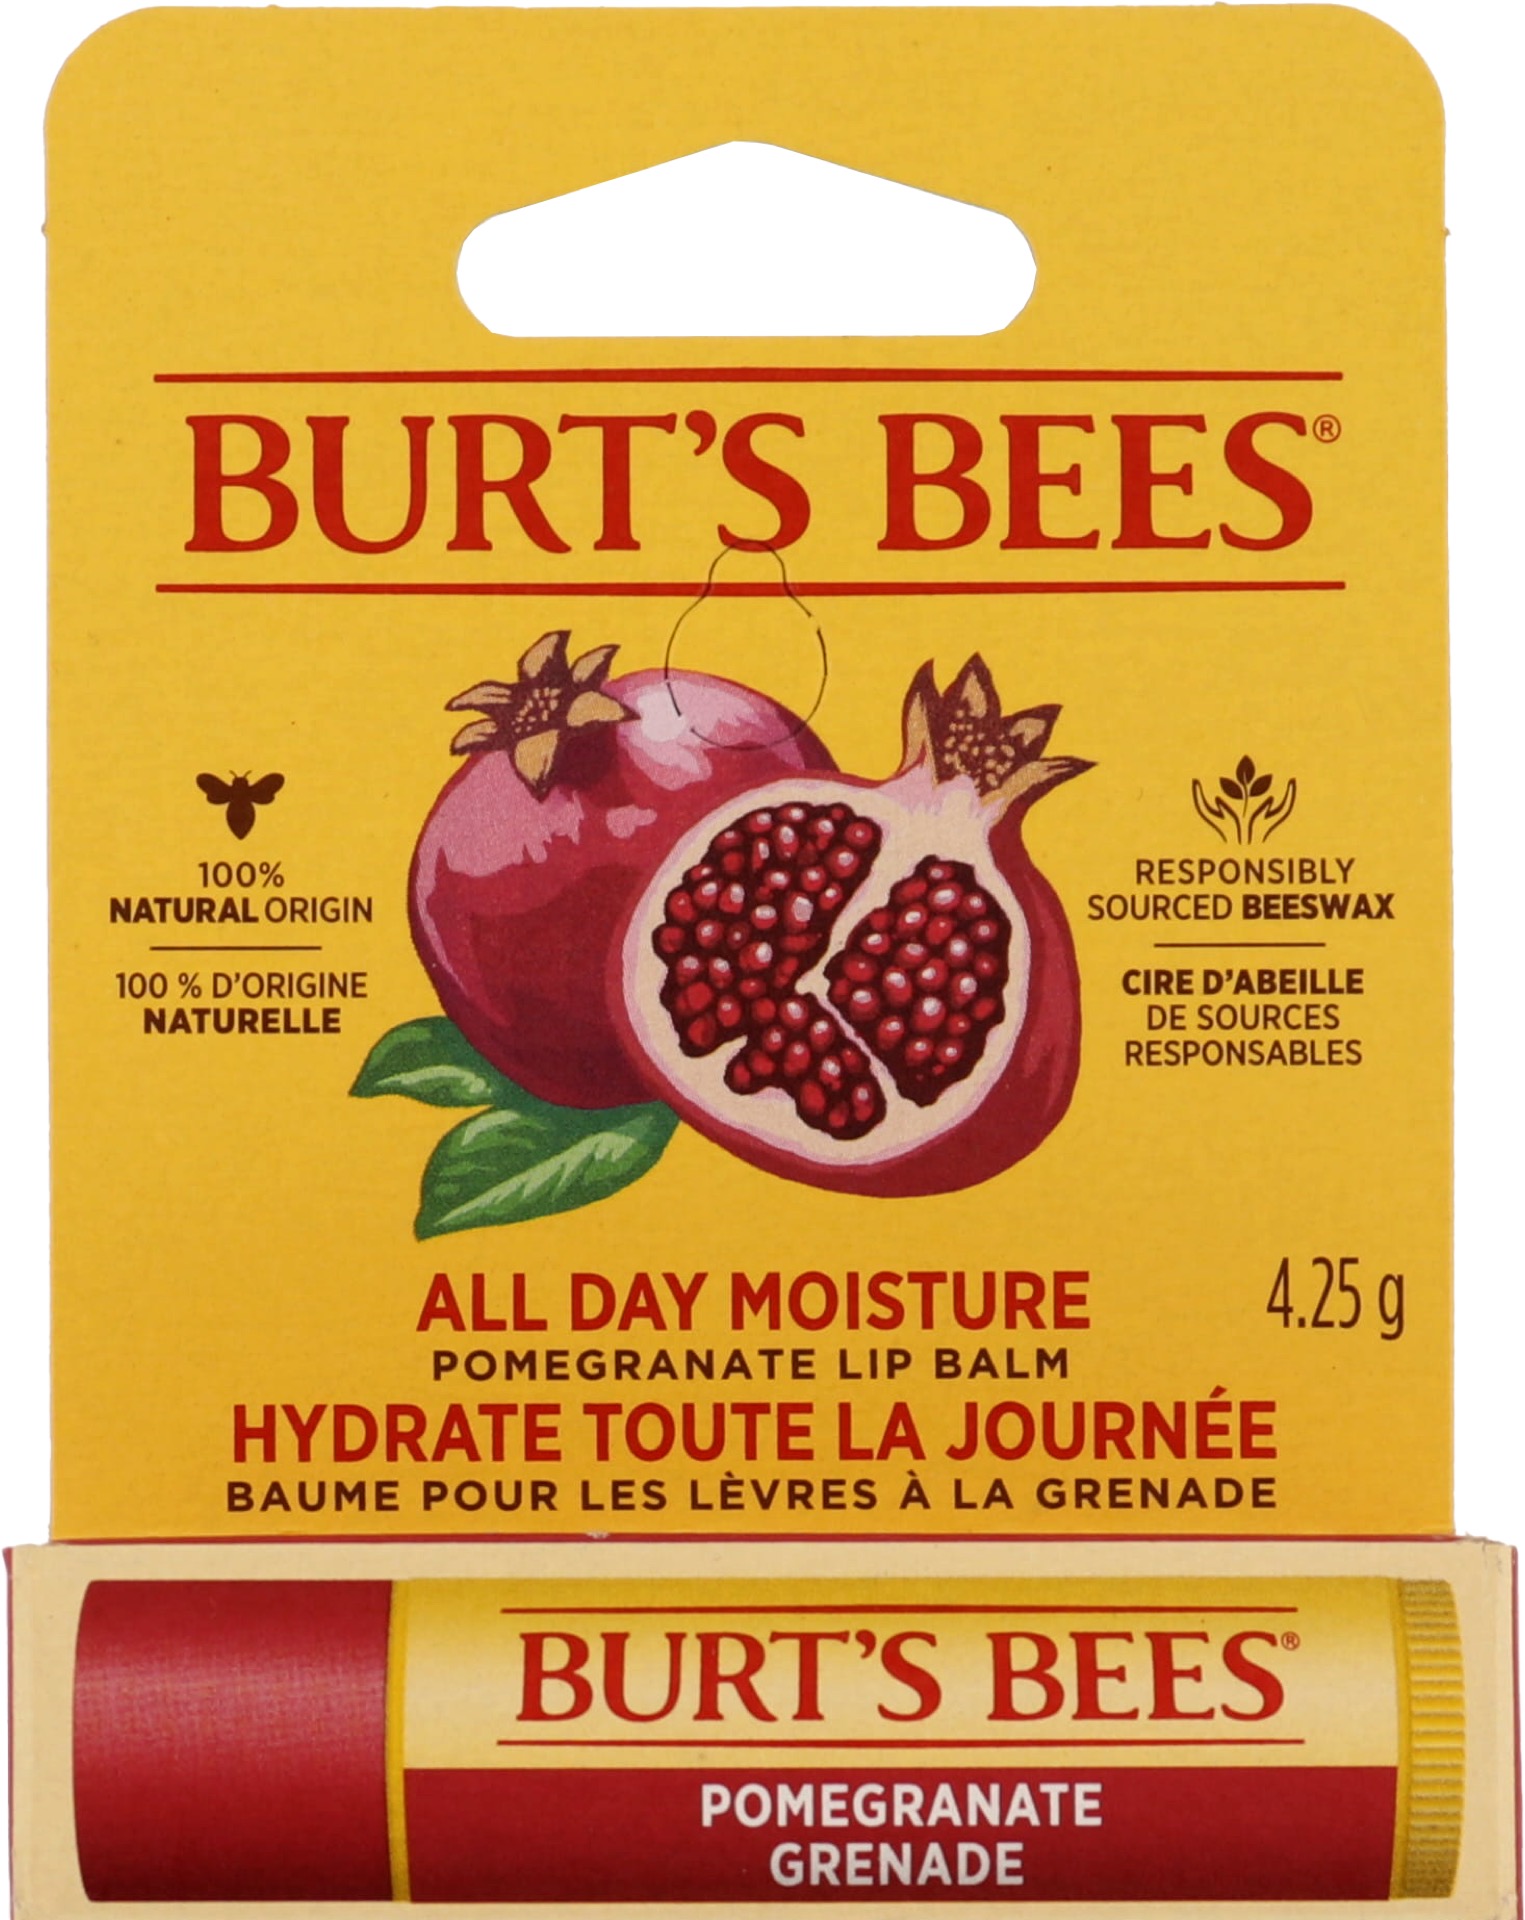 BURT'S BEES®
100%
NATURAL ORIGIN
100 % D'ORIGINE
NATURELLE
RESPONSIBLY
SOURCED BEESWAX
CIRE D'ABEILLE
DE SOURCES
RESPONSABLES
ALL DAY MOISTURE
4.25 g
POMEGRANATE LIP BALM
HYDRATE TOUTE LA JOURNÉE
BAUME POUR LES LÈVRES À LA GRENADE
BURT'S BEES®
POMEGRANATE
GRENADE